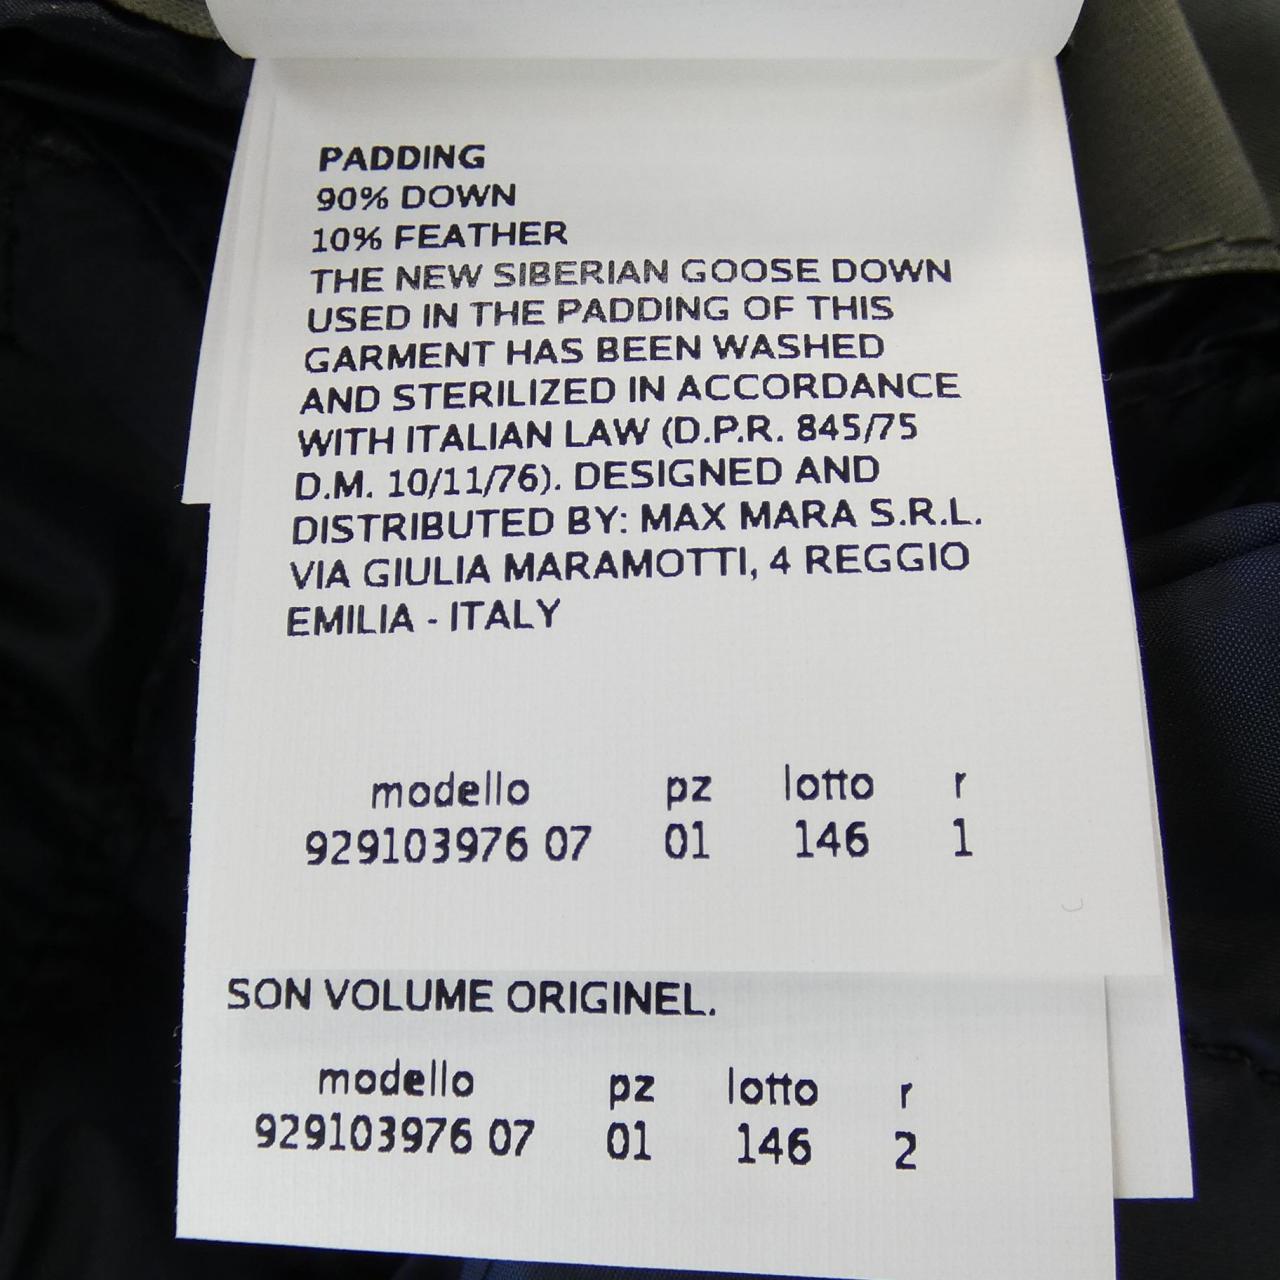 PADDING
90% DOWN
10% FEATHER
THE NEW SIBERIAN GOOSE DOWN
USED IN THE PADDING OF THIS
GARMENT HAS BEEN WASHED
AND STERILIZED IN ACCORDANCE
WITH ITALIAN LAW (D.P.R. 845/75
D.M. 10/11/76). DESIGNED AND
DISTRIBUTED BY: MAX MARA S.R.L.
VIA GIULIA MARAMOTTI, 4 REGGIO
EMILIA - ITALY
modello pz lotto r
929103976 07 01 146 1
SON VOLUME ORIGINEL.
modello pz lotto r
929103976 07 01 146 2